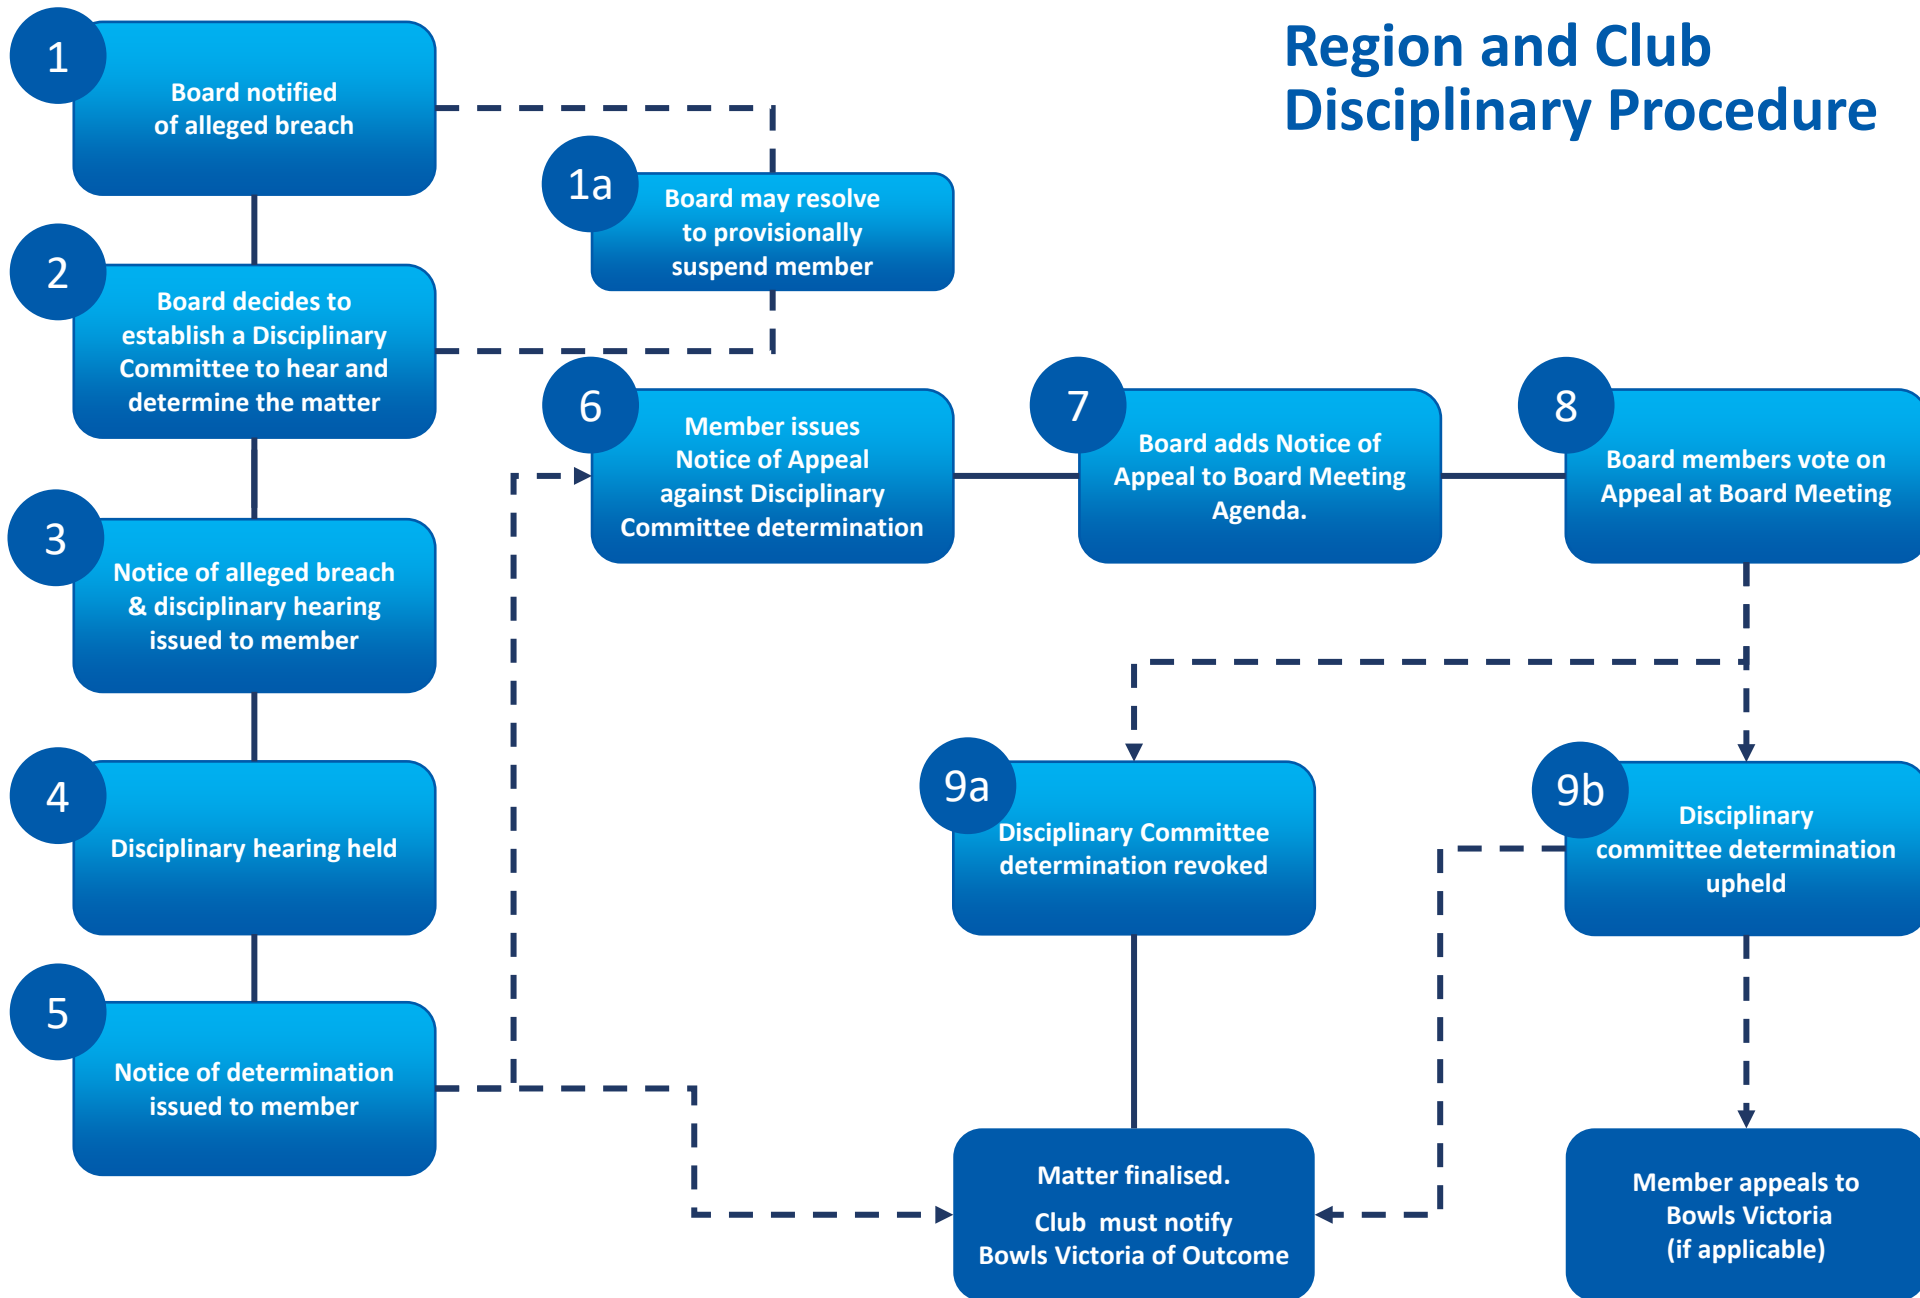 Region and Club
Disciplinary Procedure
1
Board notified
of alleged breach
1a
Board may resolve
to provisionally
suspend member
2
Board decides to
establish a Disciplinary
Committee to hear and
determine the matter
3
Notice of alleged breach
& disciplinary hearing
issued to member
4
Disciplinary hearing held
5
Notice of determination
issued to member
6
Member issues
Notice of Appeal
against Disciplinary
Committee determination
7
Board adds Notice of
Appeal to Board Meeting
Agenda.
8
Board members vote on
Appeal at Board Meeting
9a
Disciplinary Committee
determination revoked
9b
Disciplinary
committee determination
upheld
Matter finalised.
Club must notify
Bowls Victoria of Outcome
Member appeals to
Bowls Victoria
(if applicable)